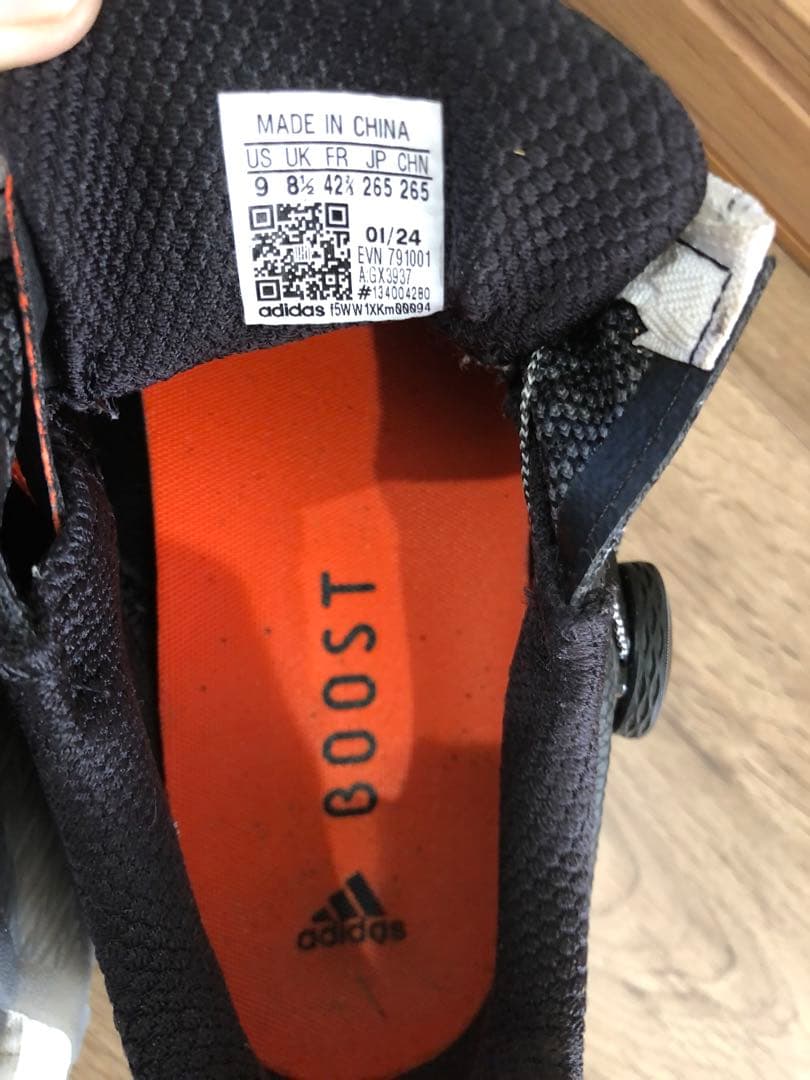 MADE IN CHINA
US UK FR JP CHN
9 8½ 42⅔ 265 265
01/24
EVN 791001
A:GX3937
#134004280
adidas f5WW1XKm00094
BOOST
adidas